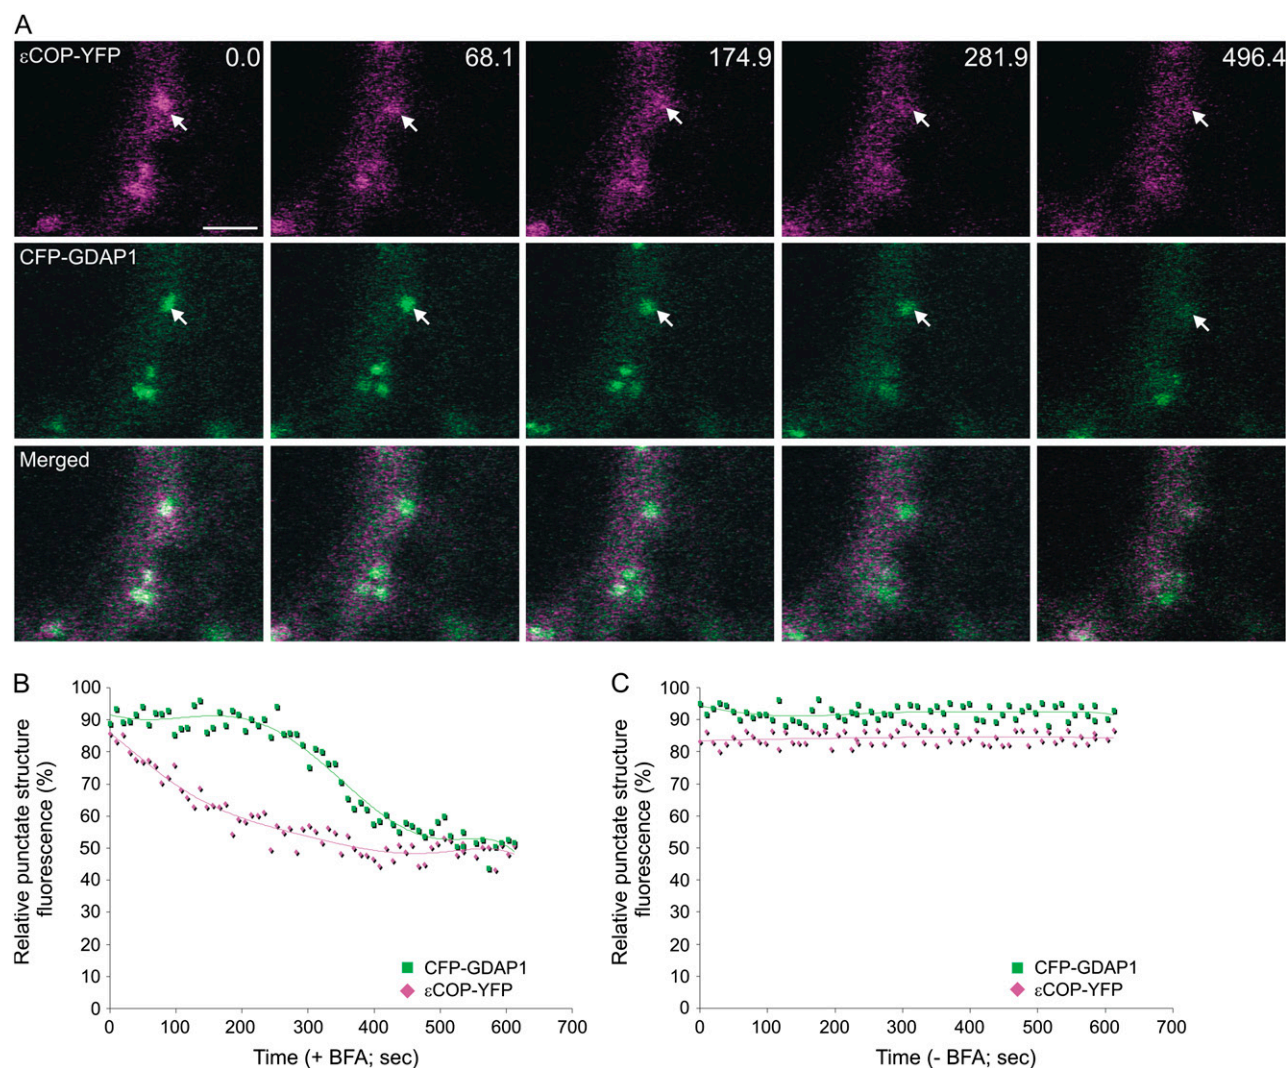 A
εCOP-YFP 0.0 68.1 174.9 281.9 496.4
CFP-GDAP1
Merged
B
100
90
80
70
60
50
40
30
20
10
0
0 100 200 300 400 500 600 700
Relative punctate structure
fluorescence (%)
CFP-GDAP1
εCOP-YFP
Time (+ BFA; sec)
C
100
90
80
70
60
50
40
30
20
10
0
0 100 200 300 400 500 600 700
Relative punctate structure
fluorescence (%)
CFP-GDAP1
εCOP-YFP
Time (- BFA; sec)